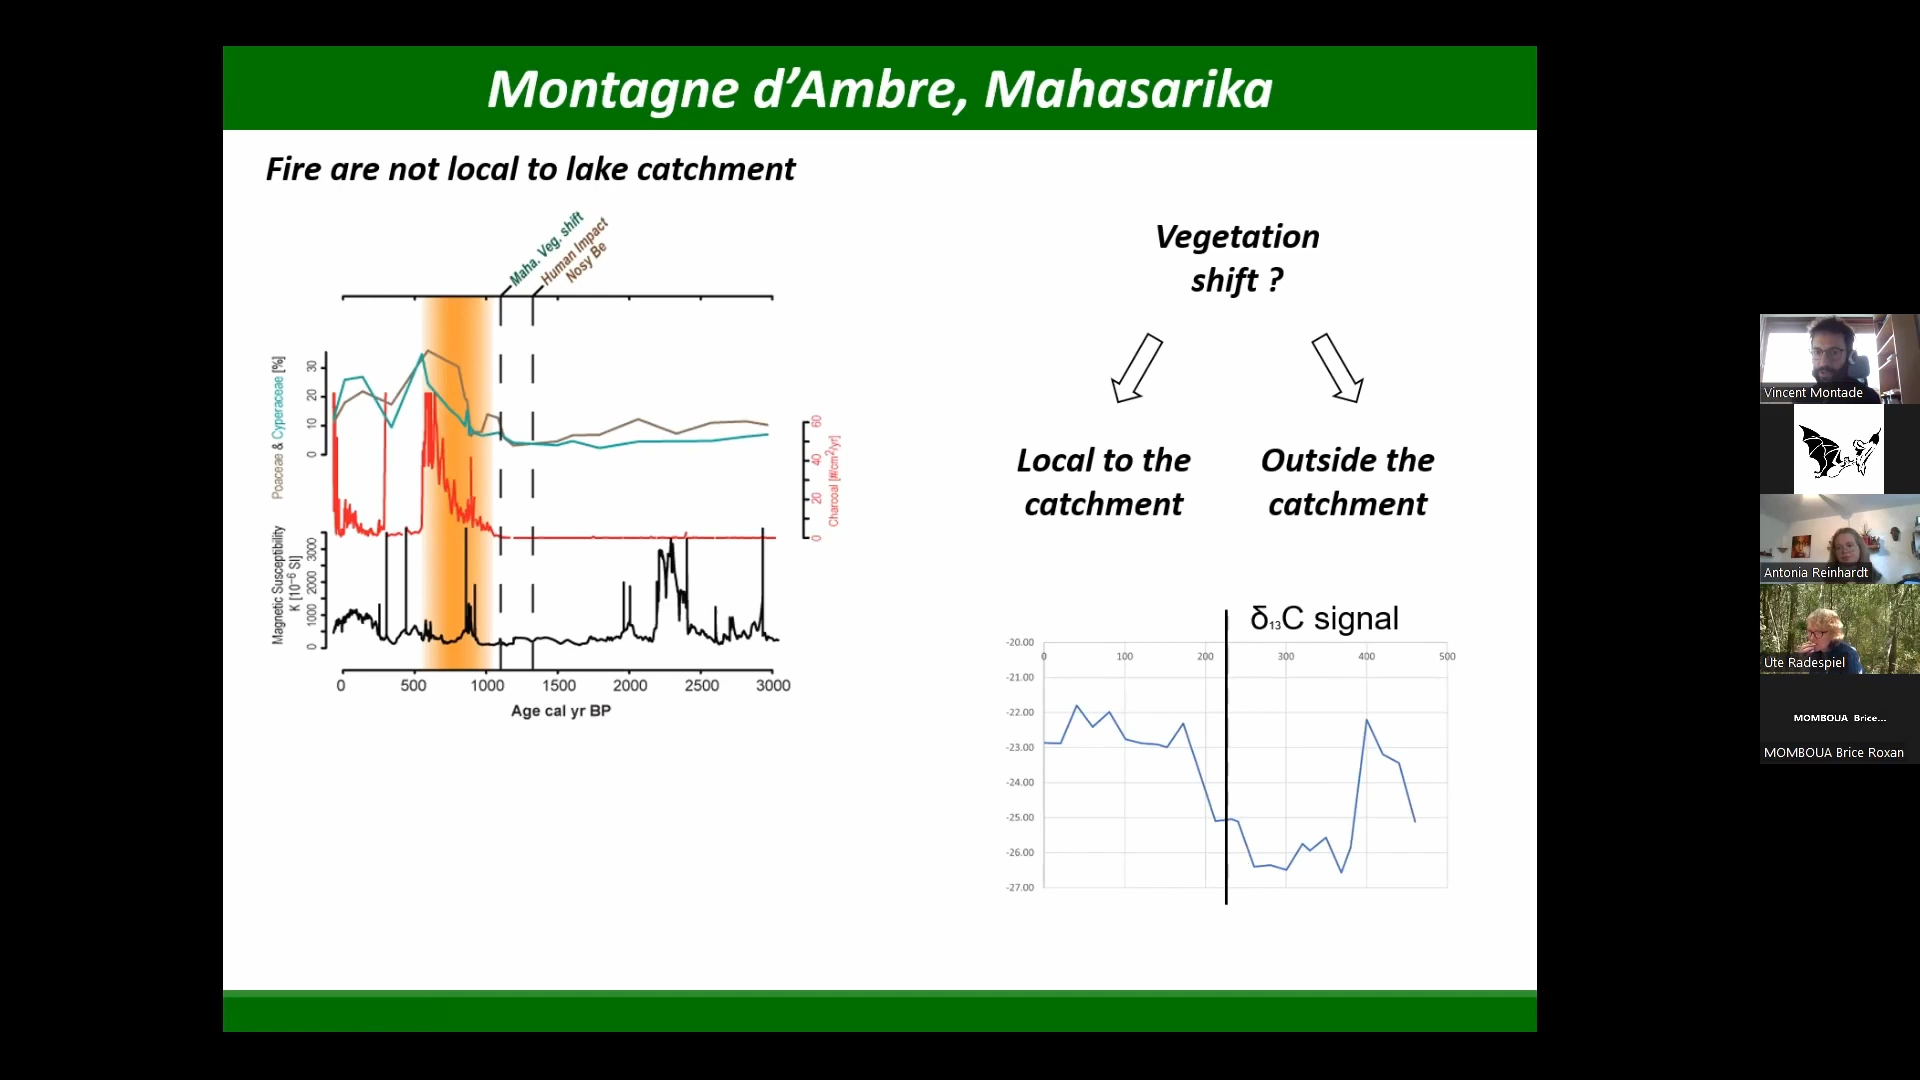 Montagne d’Ambre, Mahasarika
Fire are not local to lake catchment
Maha. Veg. shift
Human Impact
Nosy Be
Poaceae & Cyperaceae [%]
0
10
20
30
Charcoal [#/cm²/yr]
0
20
40
60
Magnetic Susceptibility
K [10⁻⁶ SI]
0
1000
2000
3000
0 500 1000 1500 2000 2500 3000
Age cal yr BP
Vegetation
shift ?
Local to the
catchment
Outside the
catchment
δ₁₃C signal
0 100 200 300 400 500
-20.00
-21.00
-22.00
-23.00
-24.00
-25.00
-26.00
-27.00
Vincent Montade
Antonia Reinhardt
Ute Radespiel
MOMBOUA Brice...
MOMBOUA Brice Roxan